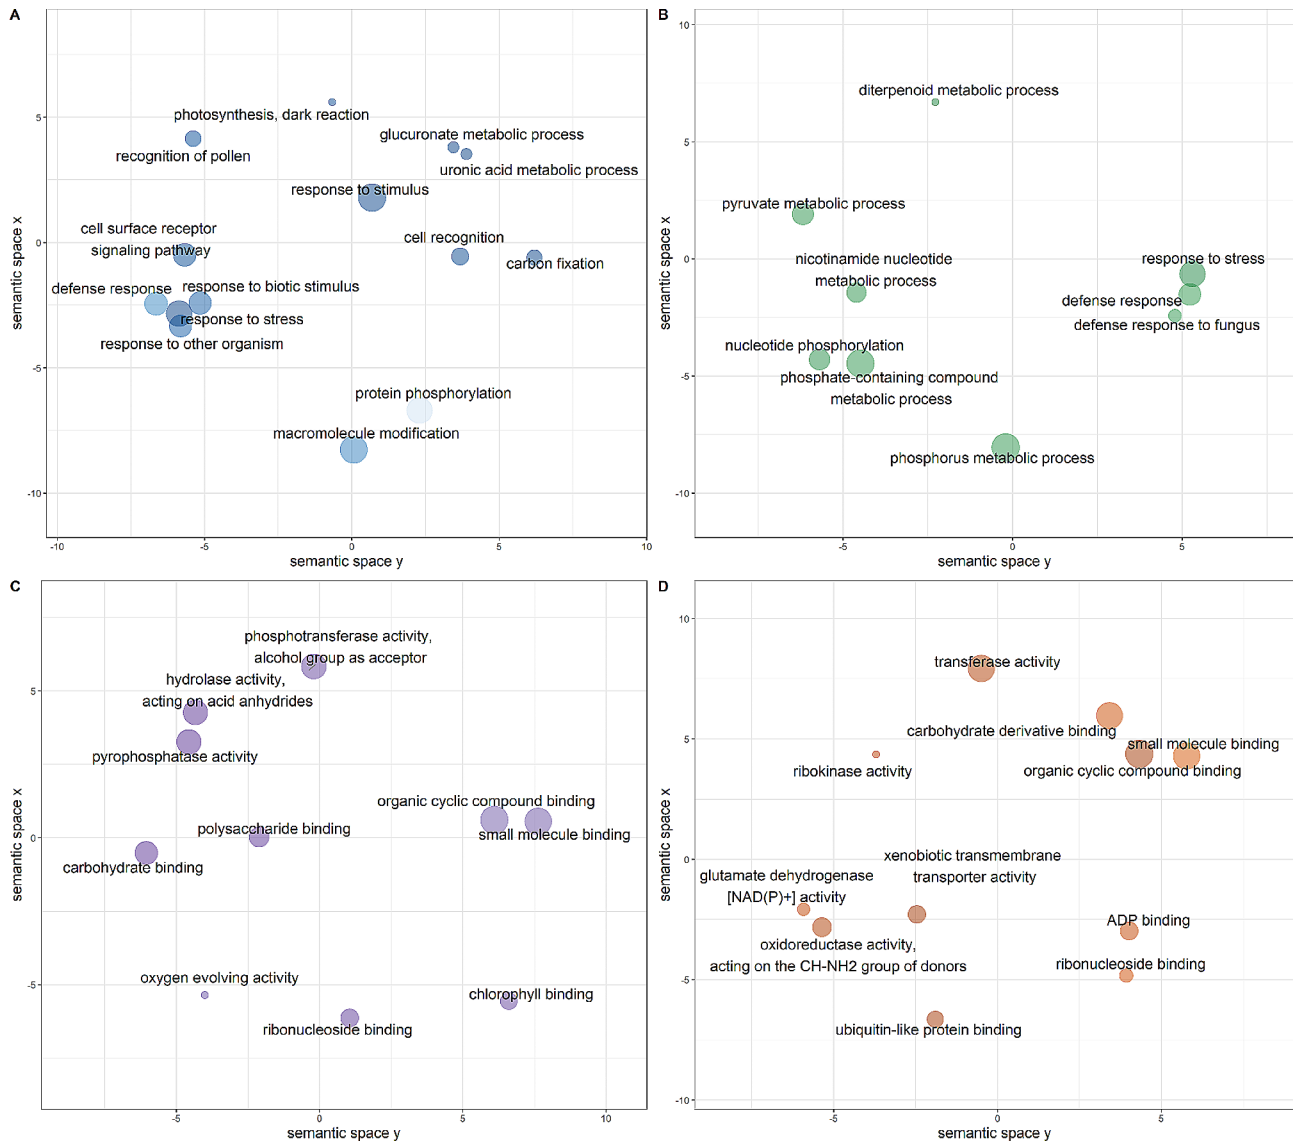 A
photosynthesis, dark reaction
recognition of pollen
glucuronate metabolic process
uronic acid metabolic process
response to stimulus
cell surface receptor
signaling pathway
cell recognition
carbon fixation
defense response
response to biotic stimulus
response to stress
response to other organism
protein phosphorylation
macromolecule modification
5
0
-5
-10
semantic space x
-10
-5
0
5
10
semantic space y
B
diterpenoid metabolic process
pyruvate metabolic process
nicotinamide nucleotide
metabolic process
response to stress
defense response
defense response to fungus
nucleotide phosphorylation
phosphate-containing compound
metabolic process
phosphorus metabolic process
10
5
0
-5
-10
semantic space x
-5
0
5
semantic space y
C
phosphotransferase activity,
alcohol group as acceptor
hydrolase activity,
acting on acid anhydrides
pyrophosphatase activity
organic cyclic compound binding
polysaccharide binding
small molecule binding
carbohydrate binding
oxygen evolving activity
chlorophyll binding
ribonucleoside binding
5
0
-5
semantic space x
-5
0
5
10
semantic space y
D
transferase activity
carbohydrate derivative binding
small molecule binding
ribokinase activity
organic cyclic compound binding
xenobiotic transmembrane
transporter activity
glutamate dehydrogenase
[NAD(P)+] activity
oxidoreductase activity,
acting on the CH-NH2 group of donors
ADP binding
ribonucleoside binding
ubiquitin-like protein binding
10
5
0
-5
-10
semantic space x
-5
0
5
semantic space y